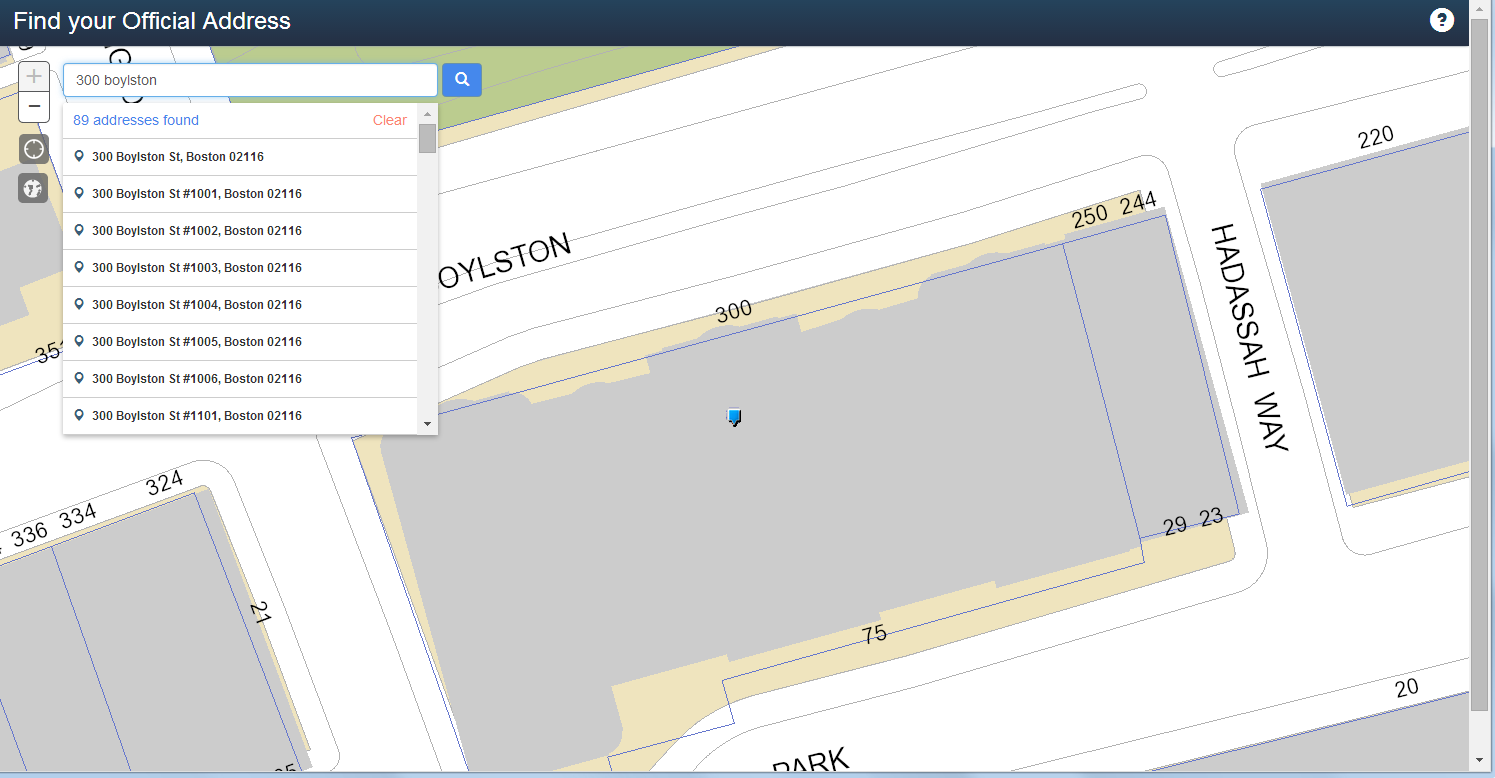 Find your Official Address
?
300 boylston
89 addresses found
Clear
300 Boylston St, Boston 02116
300 Boylston St #1001, Boston 02116
300 Boylston St #1002, Boston 02116
300 Boylston St #1003, Boston 02116
300 Boylston St #1004, Boston 02116
300 Boylston St #1005, Boston 02116
300 Boylston St #1006, Boston 02116
300 Boylston St #1101, Boston 02116
220
250 244
OYLSTON
HADASSAH WAY
300
324
336 334
29 23
21
75
20
PARK